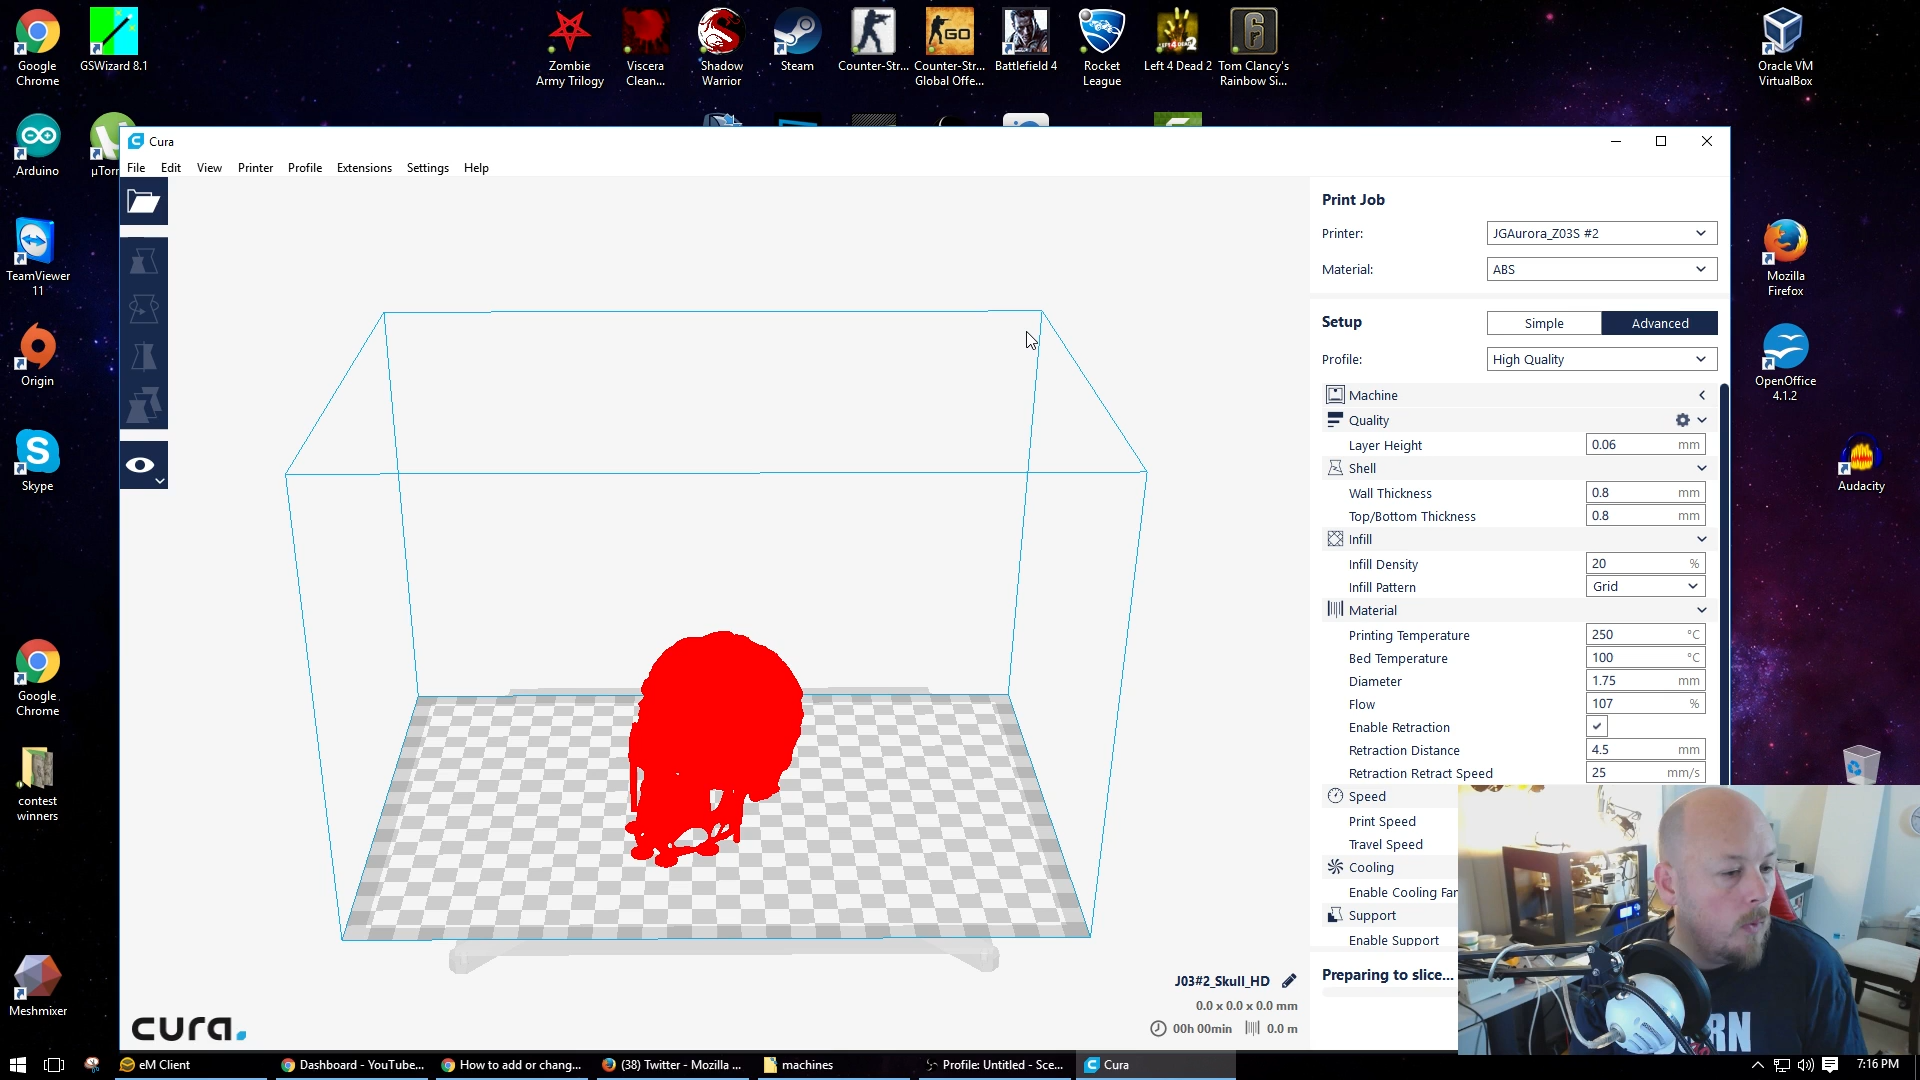 Google
Chrome
GSWizard 8.1
Zombie
Army Trilogy
Viscera
Clean...
Shadow
Warrior
Steam
Counter-Str...
Counter-Str...
Global Offe...
GO
Battlefield 4
Rocket
League
Left 4 Dead 2
Tom Clancy's
Rainbow Si...
6
Oracle VM
VirtualBox
Arduino
µTorr
TeamViewer
11
Origin
Skype
Google
Chrome
contest
winners
Meshmixer
Mozilla
Firefox
OpenOffice
4.1.2
Audacity
Cura
File
Edit
View
Printer
Profile
Extensions
Settings
Help
Print Job
Printer:
JGAurora_Z03S #2
Material:
ABS
Setup
Simple
Advanced
Profile:
High Quality
Machine
Quality
Layer Height
0.06 mm
Shell
Wall Thickness
0.8 mm
Top/Bottom Thickness
0.8 mm
Infill
Infill Density
20 %
Infill Pattern
Grid
Material
Printing Temperature
250 °C
Bed Temperature
100 °C
Diameter
1.75 mm
Flow
107 %
Enable Retraction
Retraction Distance
4.5 mm
Retraction Retract Speed
25 mm/s
Speed
Print Speed
Travel Speed
Cooling
Enable Cooling Fan
Support
Enable Support
Preparing to slice...
J03#2_Skull_HD
0.0 x 0.0 x 0.0 mm
00h 00min
0.0 m
cura.
RN
eM Client
Dashboard - YouTube...
How to add or chang...
(38) Twitter - Mozilla ...
machines
Profile: Untitled - Sce...
Cura
7:16 PM